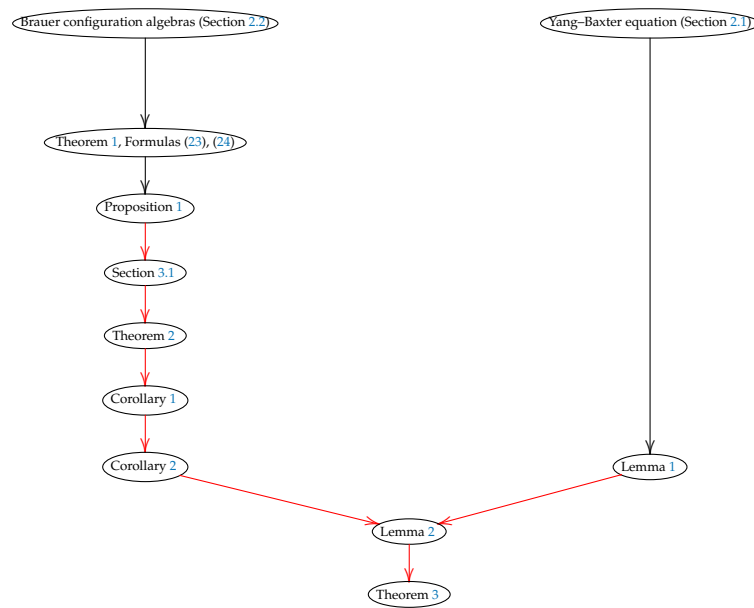 Brauer configuration algebras (Section 2.2)
Yang–Baxter equation (Section 2.1)
Theorem 1, Formulas (23), (24)
Proposition 1
Section 3.1
Theorem 2
Corollary 1
Corollary 2
Lemma 1
Lemma 2
Theorem 3